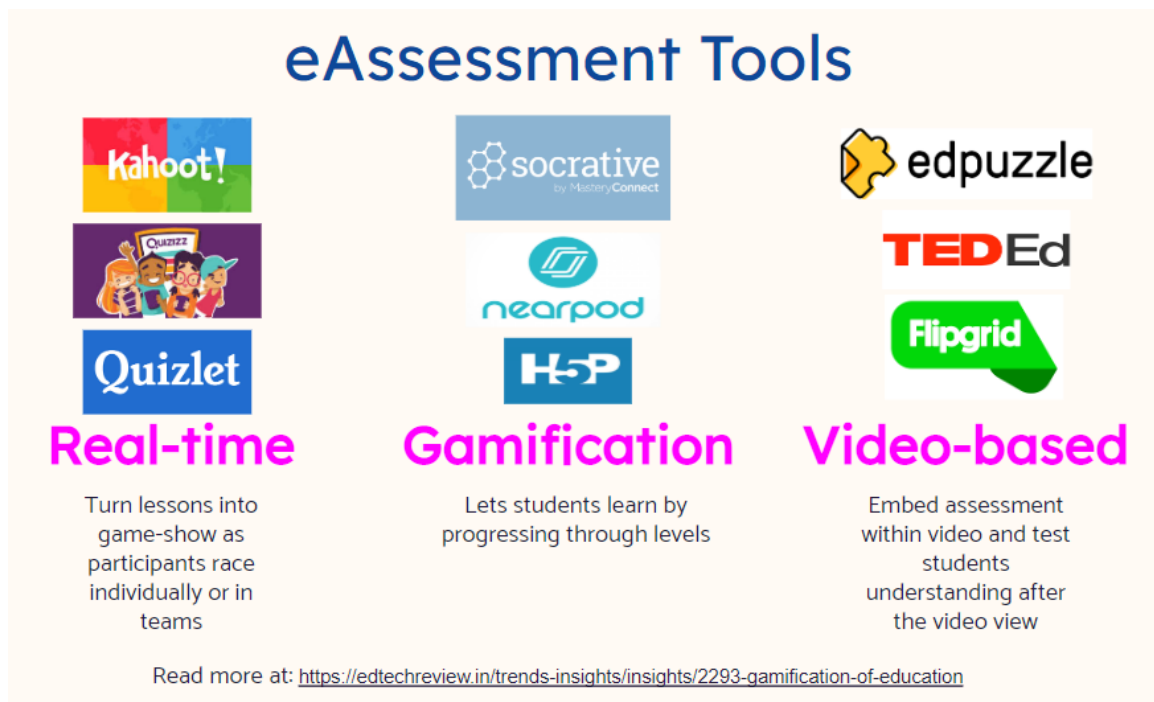 eAssessment Tools
Kahoot!
Quizizz
Quizlet
Real-time
Turn lessons into
game-show as
participants race
individually or in
teams
socrative
by MasteryConnect
nearpod
H5P
Gamification
Lets students learn by
progressing through levels
edpuzzle
TEDEd
Flipgrid
Video-based
Embed assessment
within video and test
students
understanding after
the video view
Read more at: https://edtechreview.in/trends-insights/insights/2293-gamification-of-education